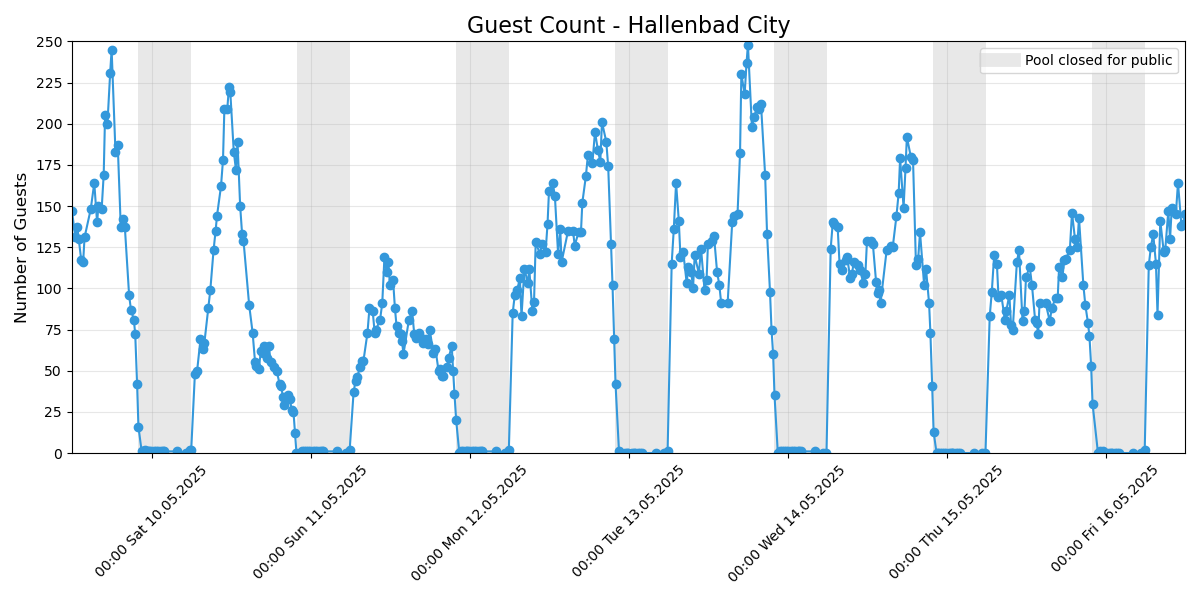 Guest Count - Hallenbad City
Pool closed for public
Number of Guests
250
225
200
175
150
125
100
75
50
25
0
00:00 Sat 10.05.2025
00:00 Sun 11.05.2025
00:00 Mon 12.05.2025
00:00 Tue 13.05.2025
00:00 Wed 14.05.2025
00:00 Thu 15.05.2025
00:00 Fri 16.05.2025